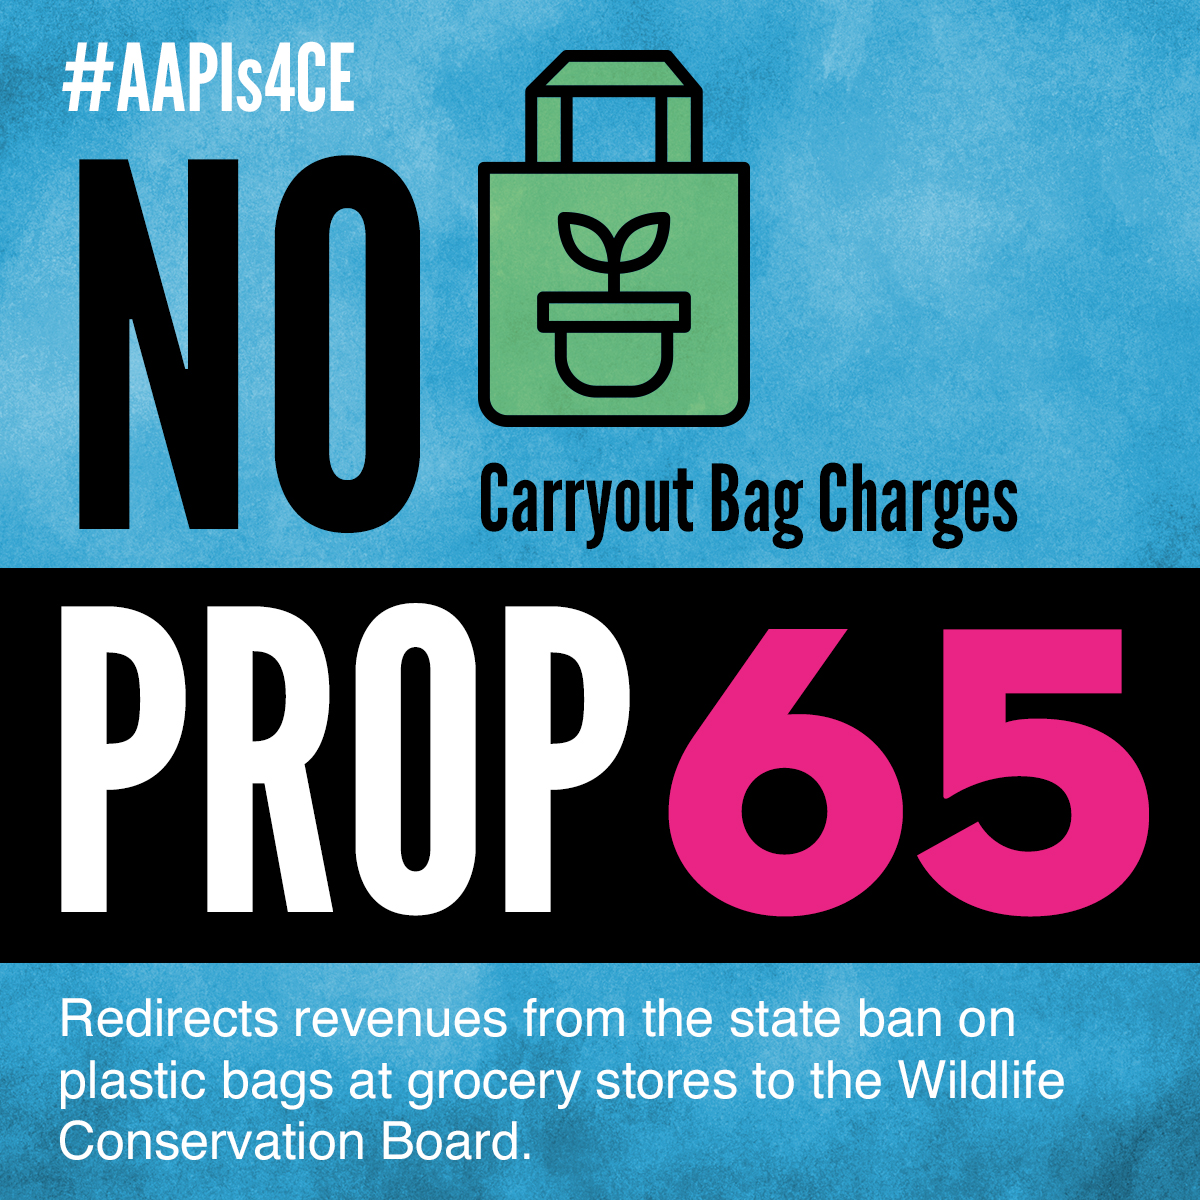 #AAPIs4CE
NO
Carryout Bag Charges
PROP 65
Redirects revenues from the state ban on
plastic bags at grocery stores to the Wildlife
Conservation Board.